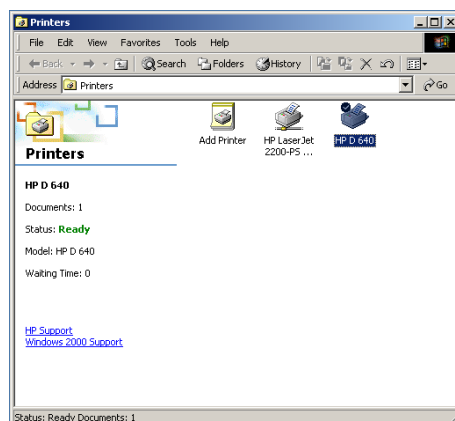 Printers
File Edit View Favorites Tools Help
Back Search Folders History
Address Printers Go
Printers
HP D 640
Documents: 1
Status: Ready
Model: HP D 640
Waiting Time: 0
HP Support
Windows 2000 Support
Add Printer
HP LaserJet
2200-PS ...
HP D 640
Status: Ready Documents: 1